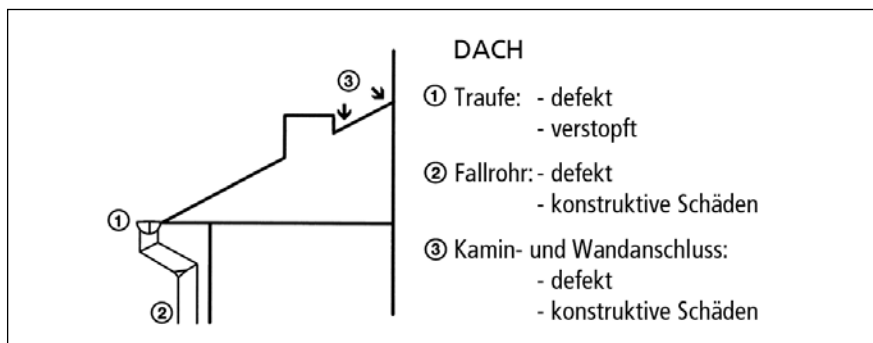 DACH
① Traufe: - defekt
- verstopft
② Fallrohr: - defekt
- konstruktive Schäden
③ Kamin- und Wandanschluss:
- defekt
- konstruktive Schäden
③
①
②